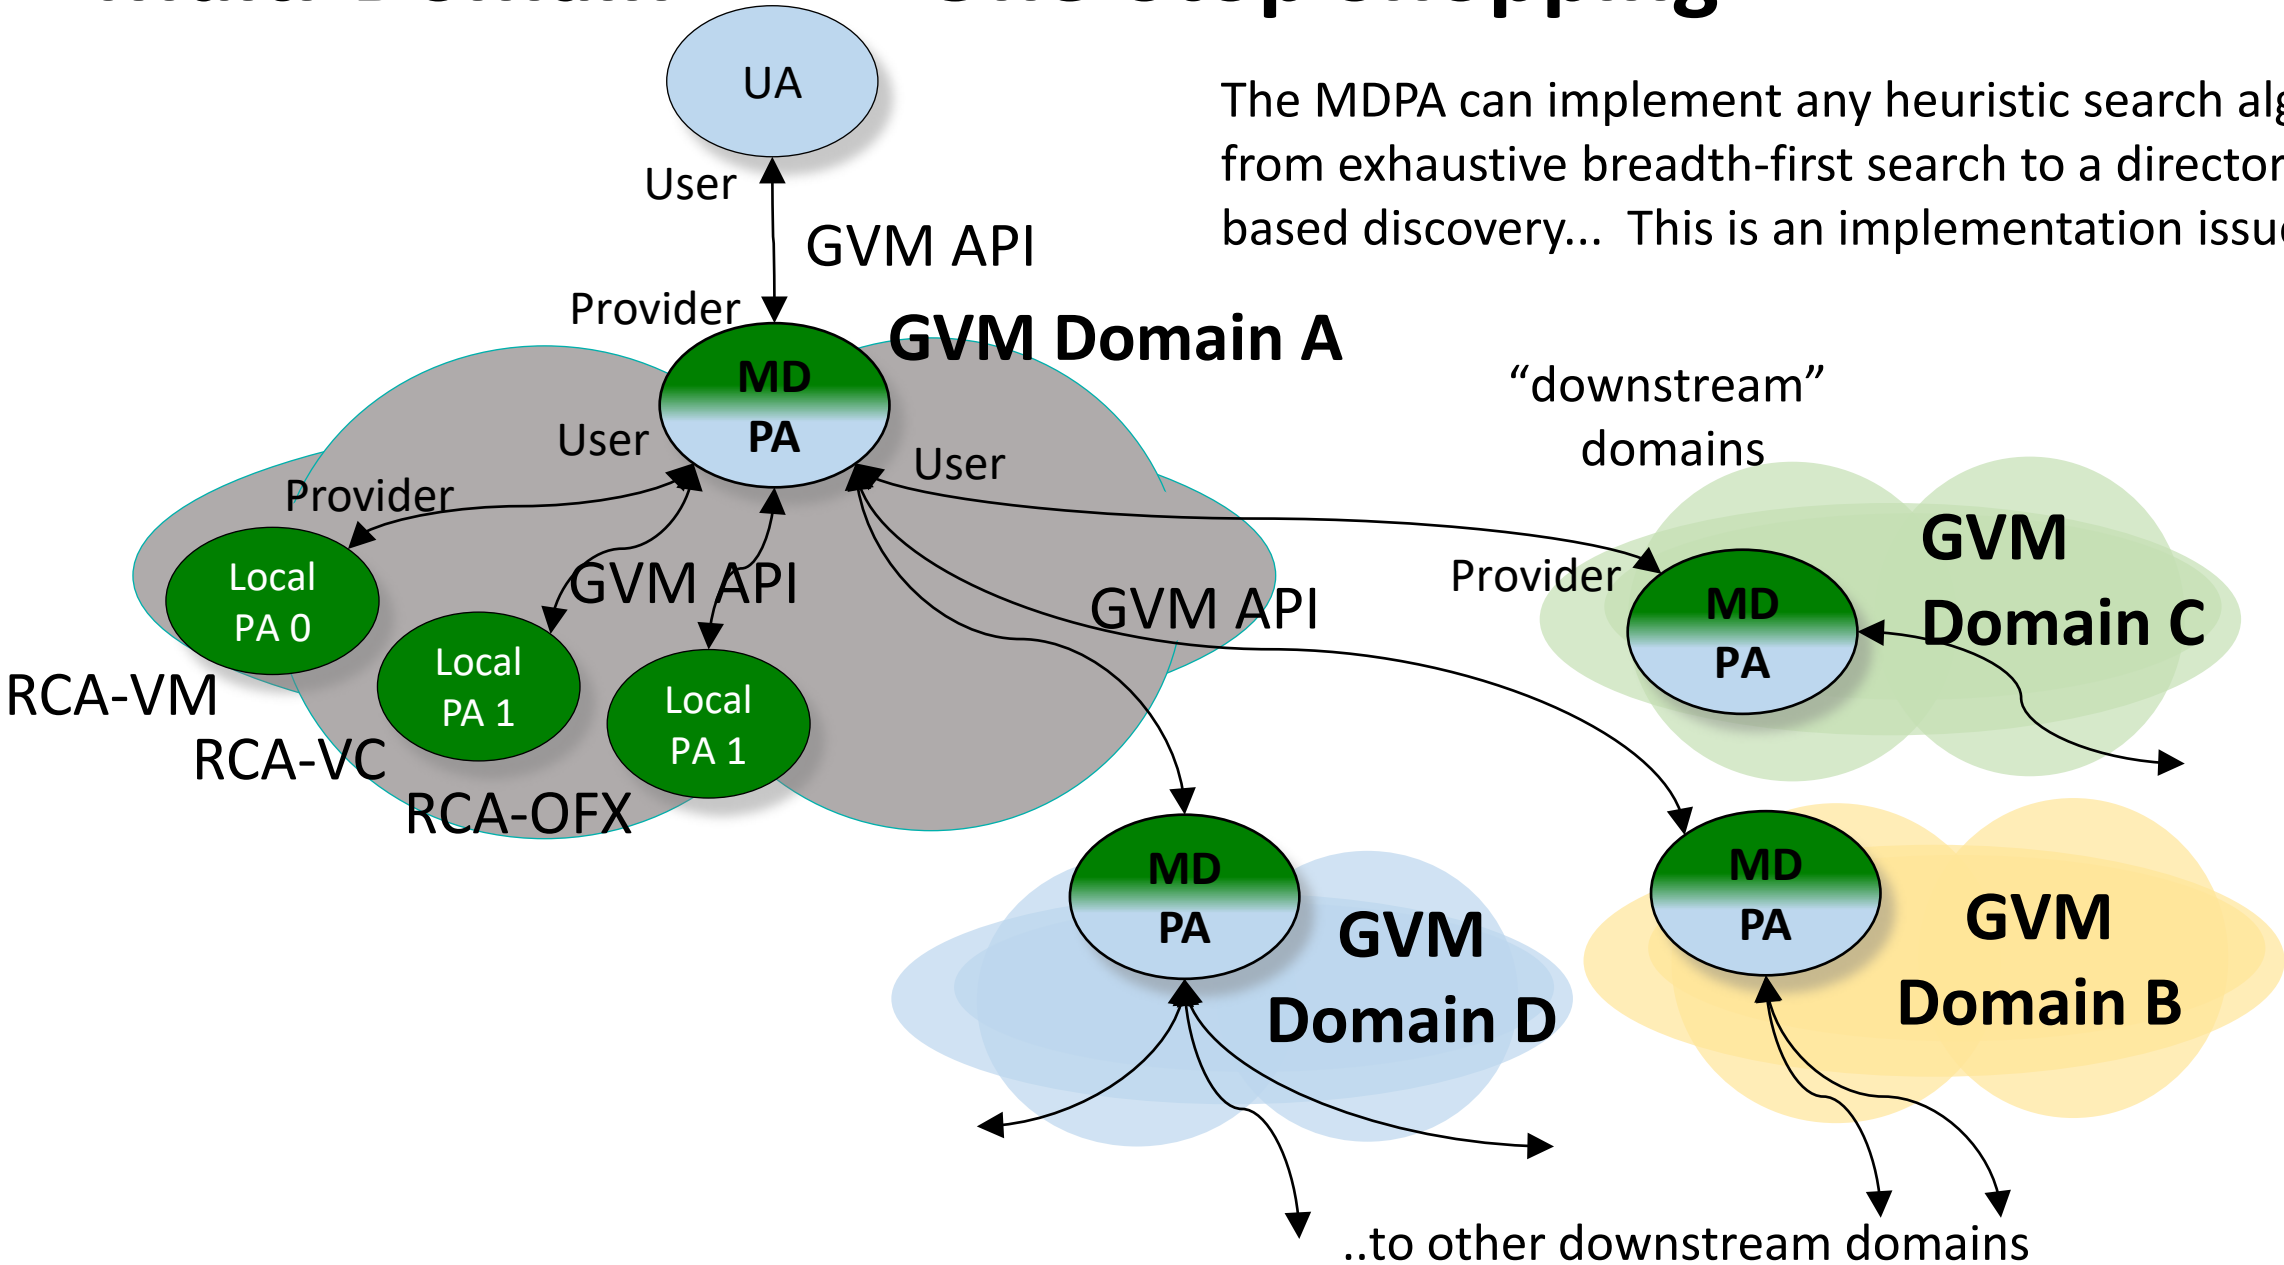 One Stop Shopping
UA
The MDPA can implement any heuristic search
from exhaustive breadth-first search to a
based discovery... This is an implementation
User
GVM API
Provider
GVM Domain A
MD
PA
“downstream”
domains
User
User
Provider
Local
PA 0
GVM API
GVM API
Provider
GVM
Domain C
MD
PA
RCA-VM
Local
PA 1
Local
PA 1
RCA-VC
RCA-OFX
MD
PA
GVM
Domain D
MD
PA
GVM
Domain B
..to other downstream domains